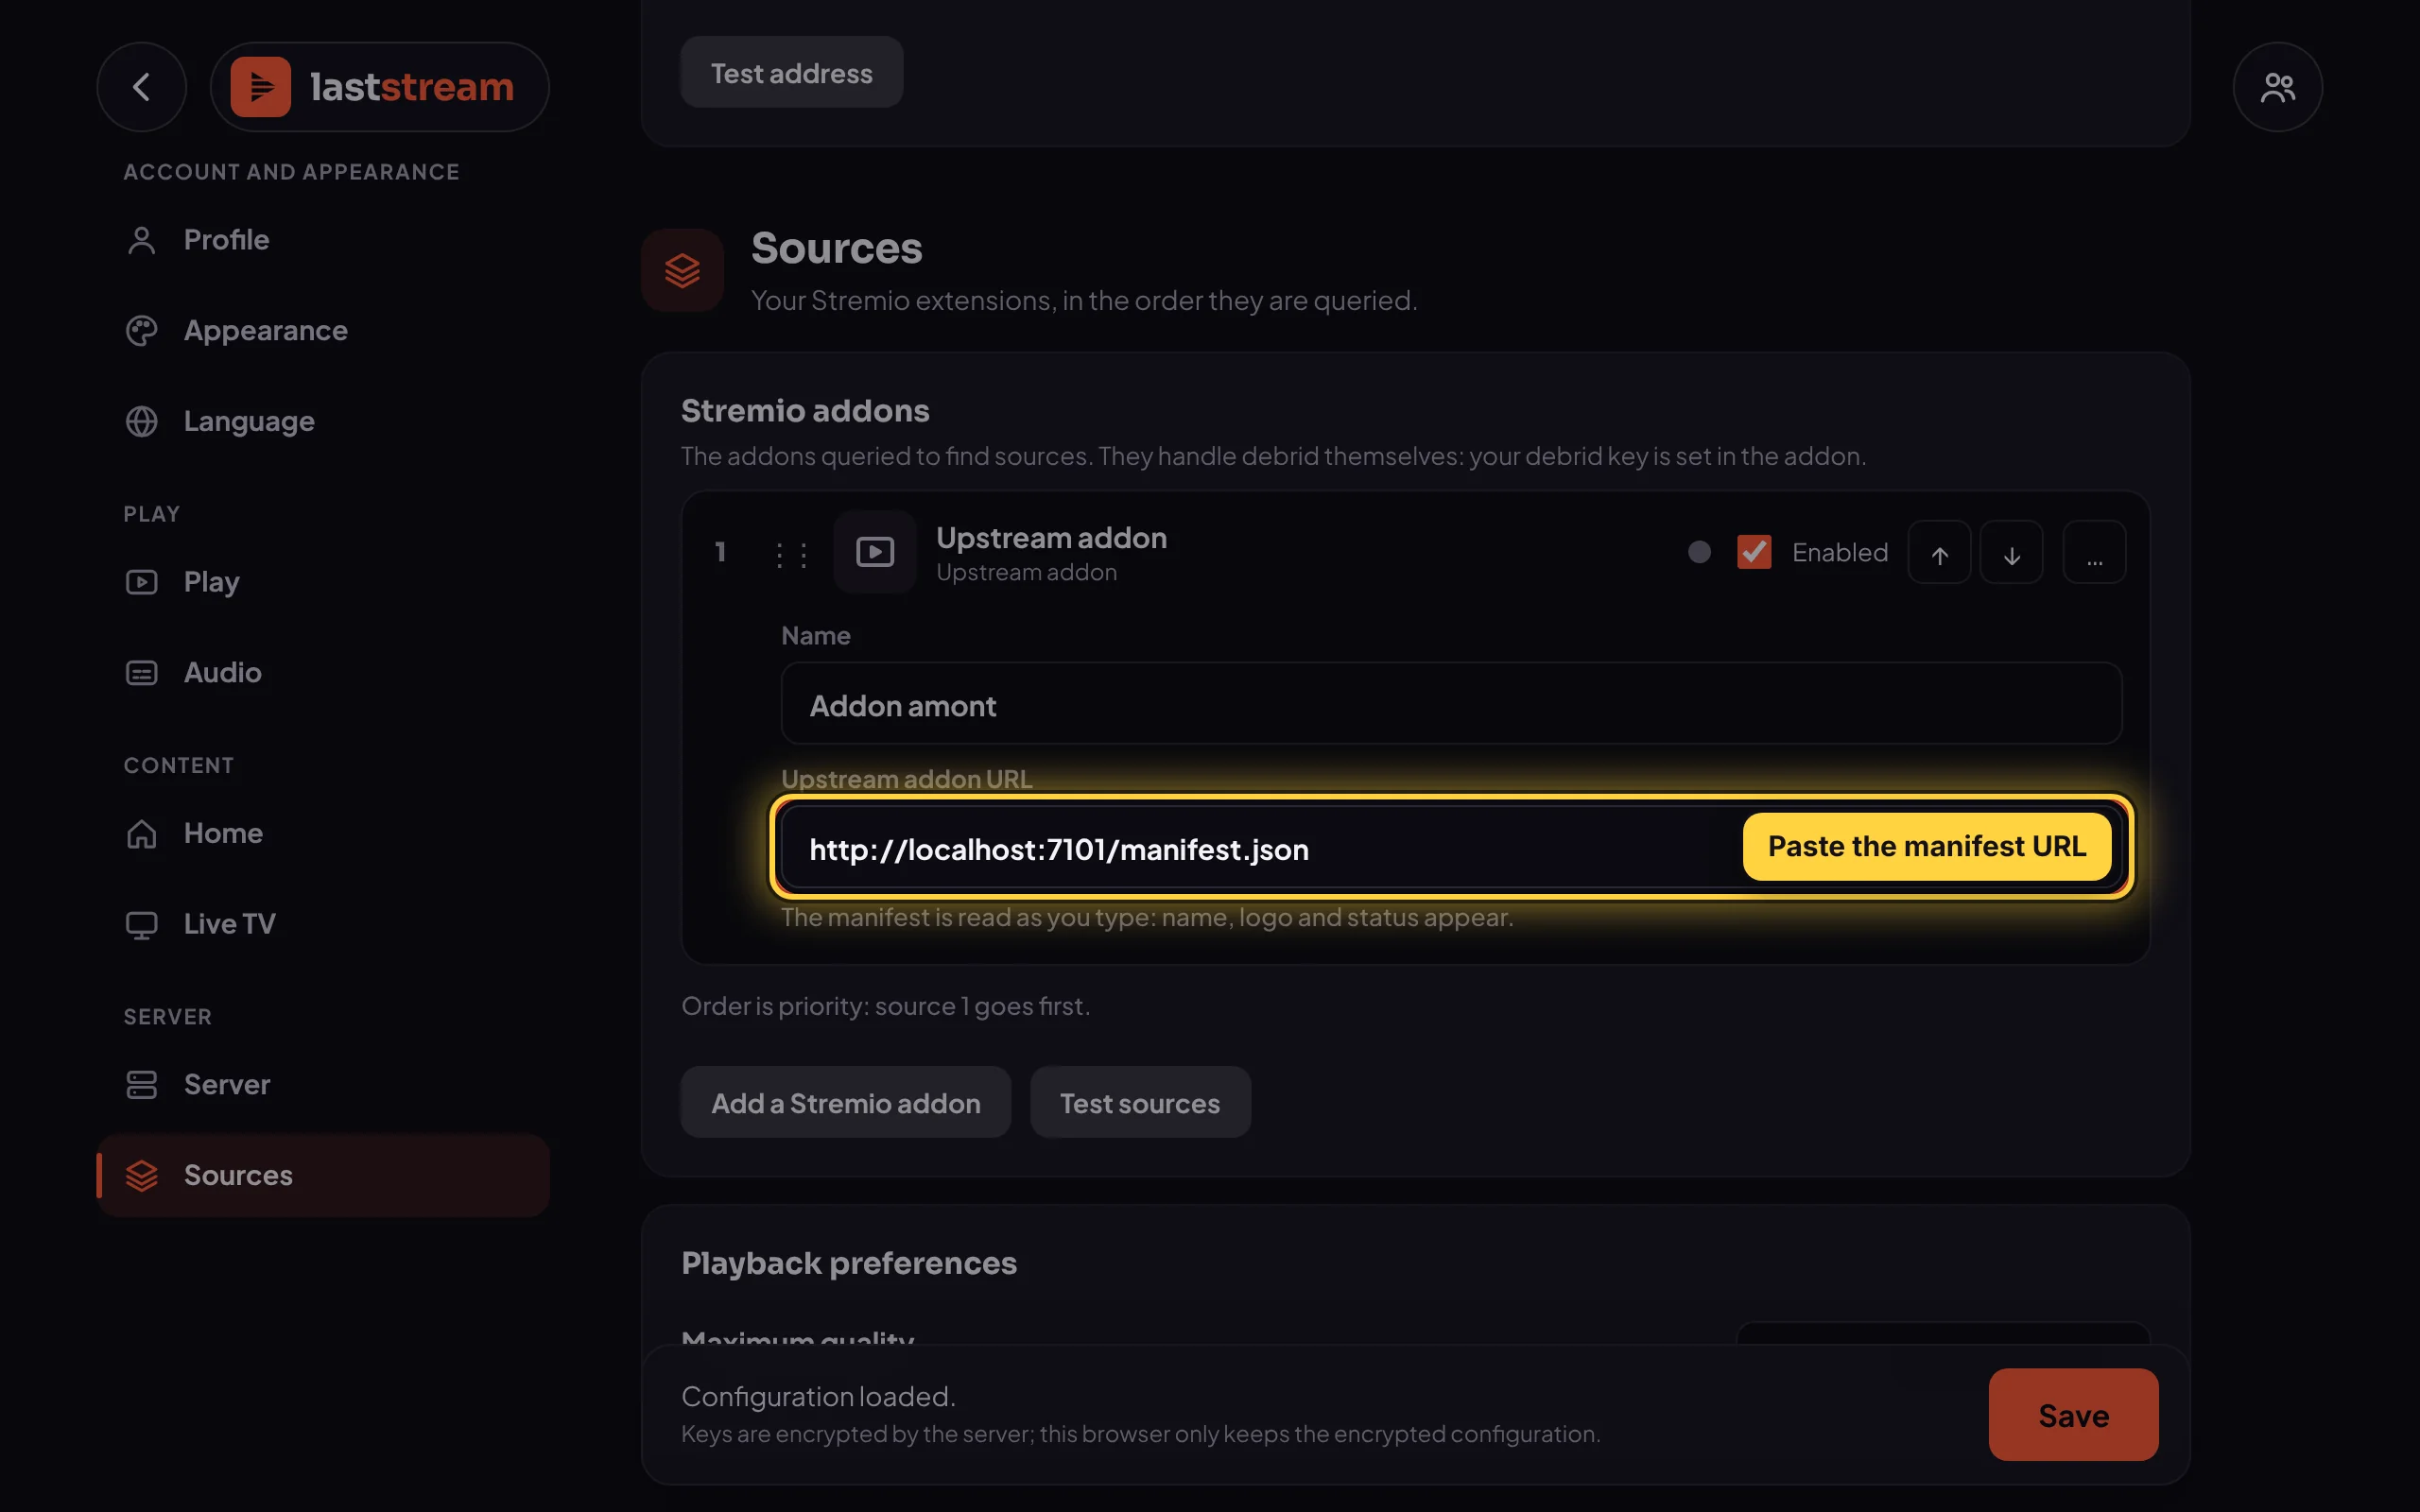 laststream
ACCOUNT AND APPEARANCE
Profile
Appearance
Language
PLAY
Play
Audio
CONTENT
Home
Live TV
SERVER
Server
Sources
Test address
Sources
Your Stremio extensions, in the order they are queried.
Stremio addons
The addons queried to find sources. They handle debrid themselves: your debrid key is set in the addon.
1
Upstream addon
Upstream addon
Enabled
...
Name
Addon amont
Upstream addon URL
http://localhost:7101/manifest.json
Paste the manifest URL
The manifest is read as you type: name, logo and status appear.
Order is priority: source 1 goes first.
Add a Stremio addon
Test sources
Playback preferences
Maximum quality
Configuration loaded.
Keys are encrypted by the server; this browser only keeps the encrypted configuration.
Save